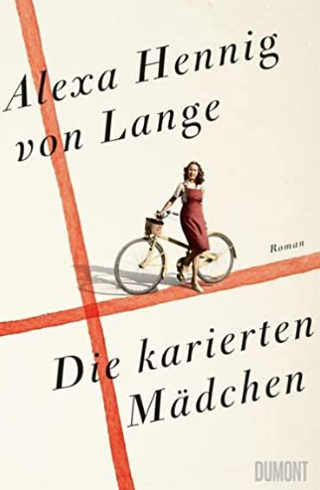 Alexa Hennig
von Lange
Roman
Die karierten
Mädchen
DUMONT